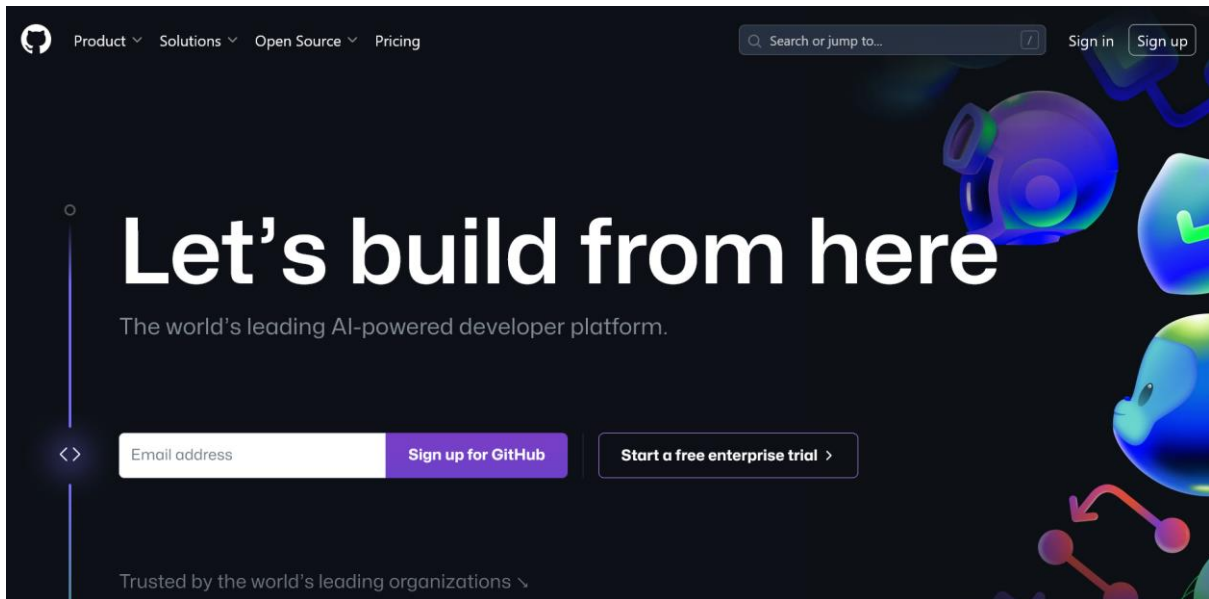 Product Solutions Open Source Pricing Search or jump to... / Sign in Sign up
Let’s build from here
The world’s leading AI-powered developer platform.
<> Email address Sign up for GitHub Start a free enterprise trial >
Trusted by the world’s leading organizations ↘